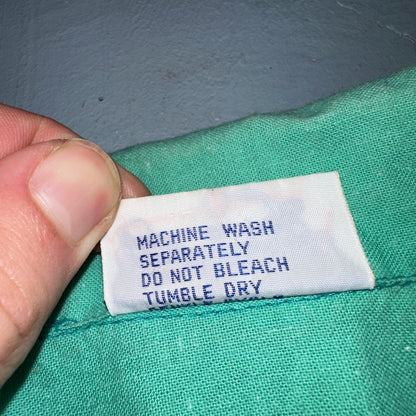 MACHINE WASH
SEPARATELY
DO NOT BLEACH
TUMBLE DRY